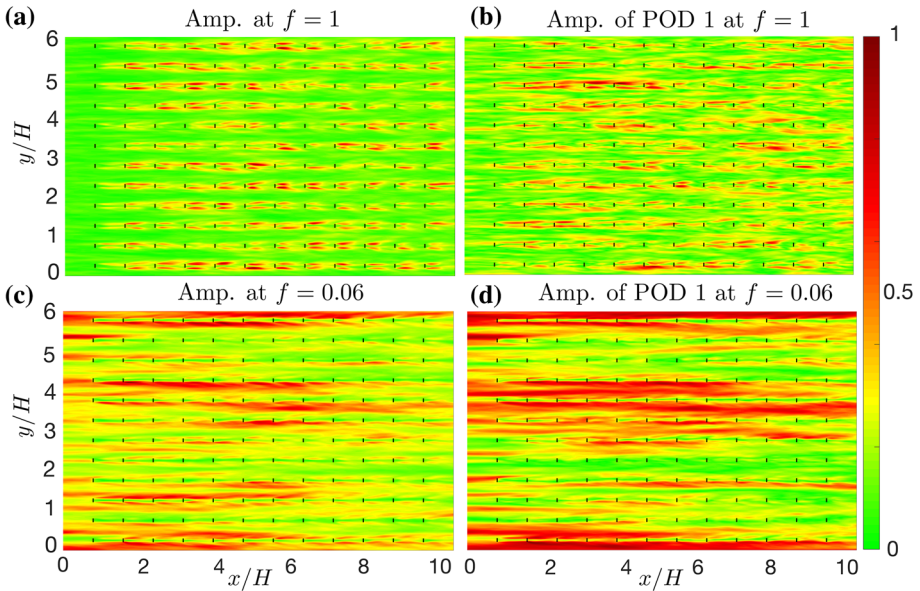 (a) Amp. at f = 1
(b) Amp. of POD 1 at f = 1
6
5
4
3
2
1
0
y/H
1
0.5
0
(c) Amp. at f = 0.06
(d) Amp. of POD 1 at f = 0.06
6
5
4
3
2
1
0
y/H
0 2 4 6 8 10
x/H
0 2 4 6 8 10
x/H